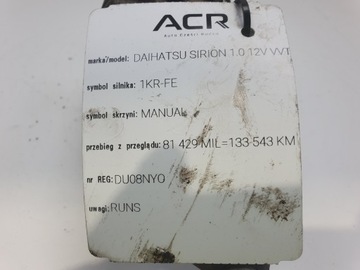 ACR
Auto Części Rudka
marka/model: DAIHATSU SIRION 1.0 12V VVT
symbol silnika: 1KR-FE
symbol skrzyni: MANUAL
przebieg z przeglądu: 81 429 MIL=133 543 KM
nr REG: DU08NYO
uwagi: RUNS